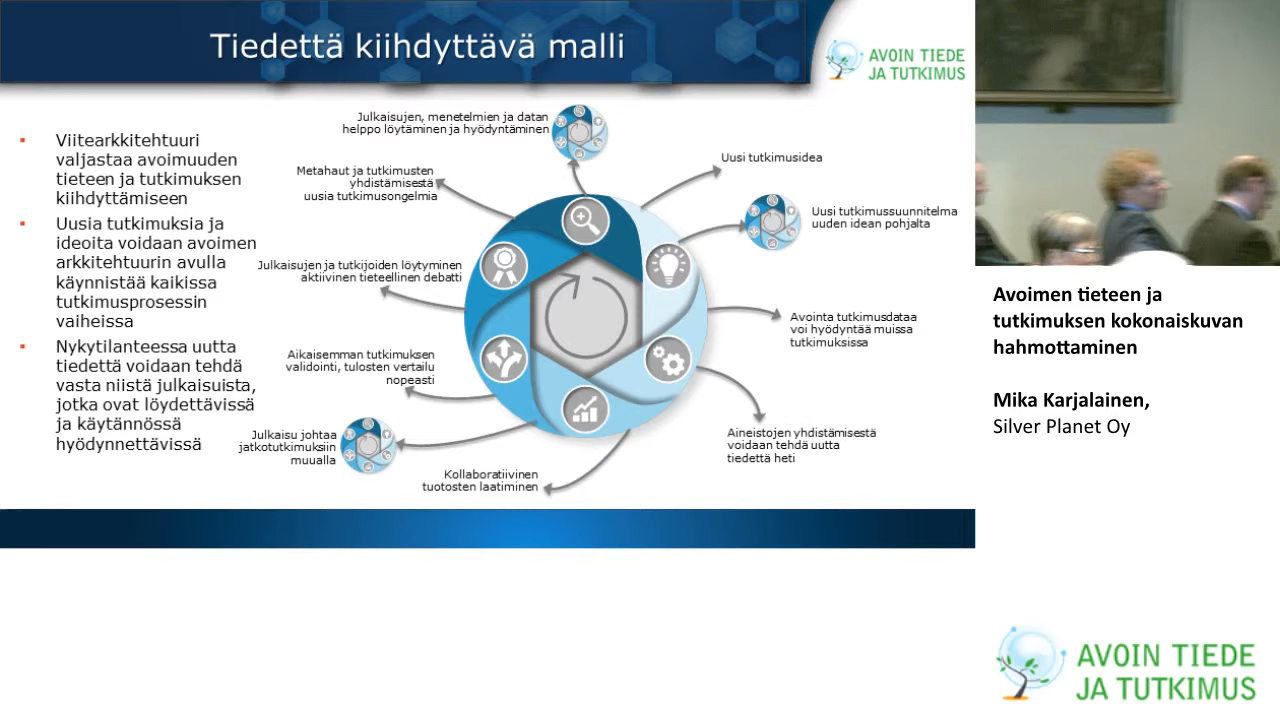 Tiedettä kiihdyttävä malli
AVOIN TIEDE
JA TUTKIMUS
▪ Viitearkkitehtuuri
valjastaa avoimuuden
tieteen ja tutkimuksen
kiihdyttämiseen
▪ Uusia tutkimuksia ja
ideoita voidaan avoimen
arkkitehtuurin avulla
käynnistää kaikissa
tutkimusprosessin
vaiheissa
▪ Nykytilanteessa uutta
tiedettä voidaan tehdä
vasta niistä julkaisuista,
jotka ovat löydettävissä
ja käytännössä
hyödynnettävissä
Julkaisujen, menetelmien ja datan
helppo löytäminen ja hyödyntäminen
Metahaut ja tutkimusten
yhdistämisestä
uusia tutkimusongelmia
Julkaisujen ja tutkijoiden löytyminen
aktiivinen tieteellinen debatti
Aikaisemman tutkimuksen
validointi, tulosten vertailu
nopeasti
Julkaisu johtaa
jatkotutkimuksiin
muualla
Kollaboratiivinen
tuotosten laatiminen
Uusi tutkimusidea
Uusi tutkimussuunnitelma
uuden idean pohjalta
Avointa tutkimusdataa
voi hyödyntää muissa
tutkimuksissa
Aineistojen yhdistämisestä
voidaan tehdä uutta
tiedettä heti
Avoimen tieteen ja
tutkimuksen kokonaiskuvan
hahmottaminen
Mika Karjalainen,
Silver Planet Oy
AVOIN TIEDE
JA TUTKIMUS